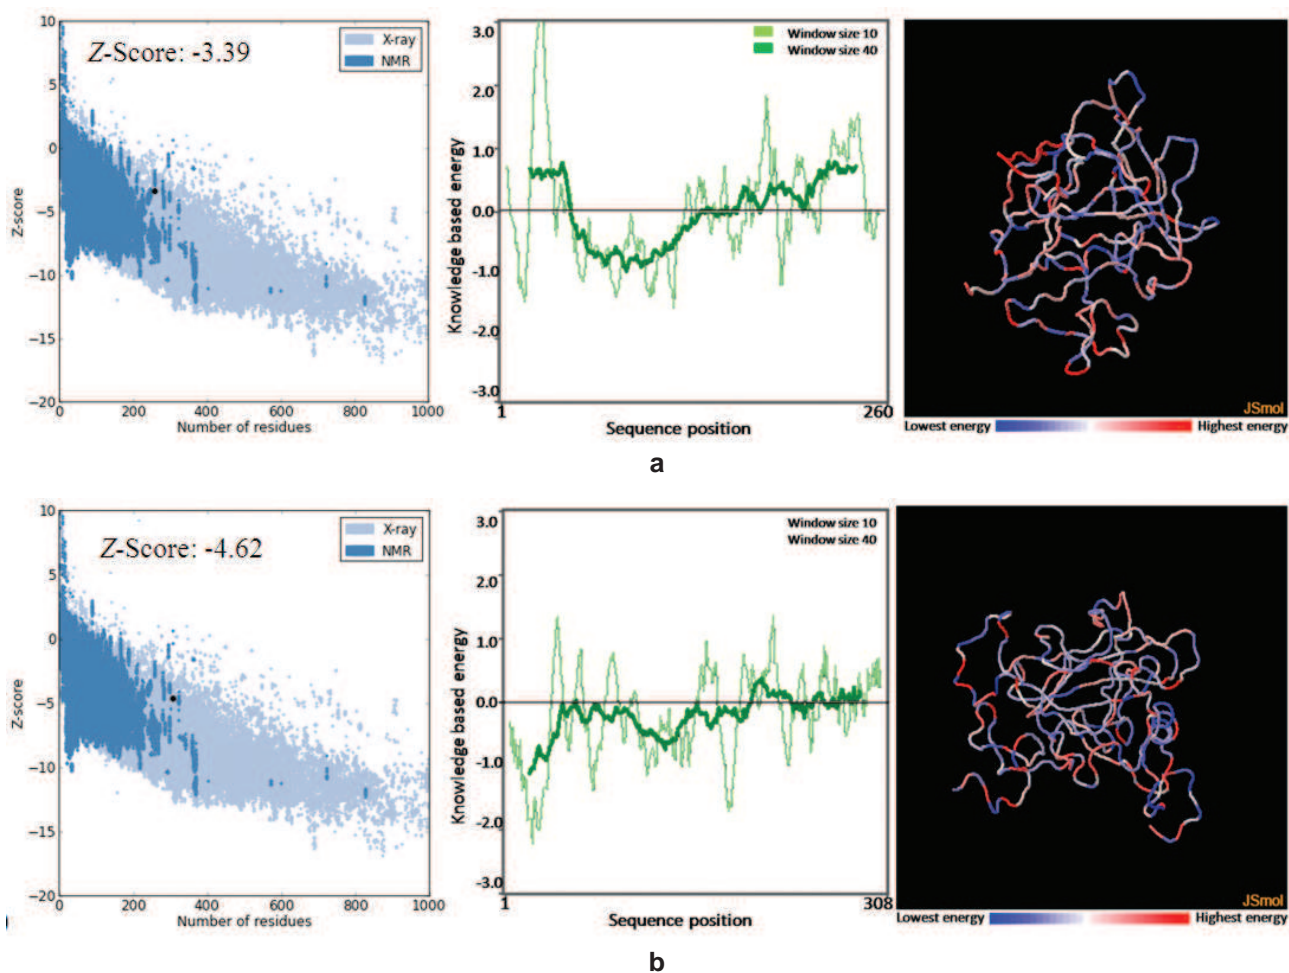 10
5
0
−5
−10
−15
−20
Z-score
Z-Score: -3.39
X-ray
NMR
0 200 400 600 800 1000
Number of residues
3.0
2.0
1.0
0.0
-1.0
-2.0
-3.0
Knowledge based energy
Window size 10
Window size 40
1 260
Sequence position
JSmol
Lowest energy Highest energy
a
10
5
0
−5
−10
−15
−20
Z-score
Z-Score: -4.62
X-ray
NMR
0 200 400 600 800 1000
Number of residues
3.0
2.0
1.0
0.0
-1.0
-2.0
-3.0
Knowledge based energy
Window size 10
Window size 40
1 308
Sequence position
JSmol
Lowest energy Highest energy
b